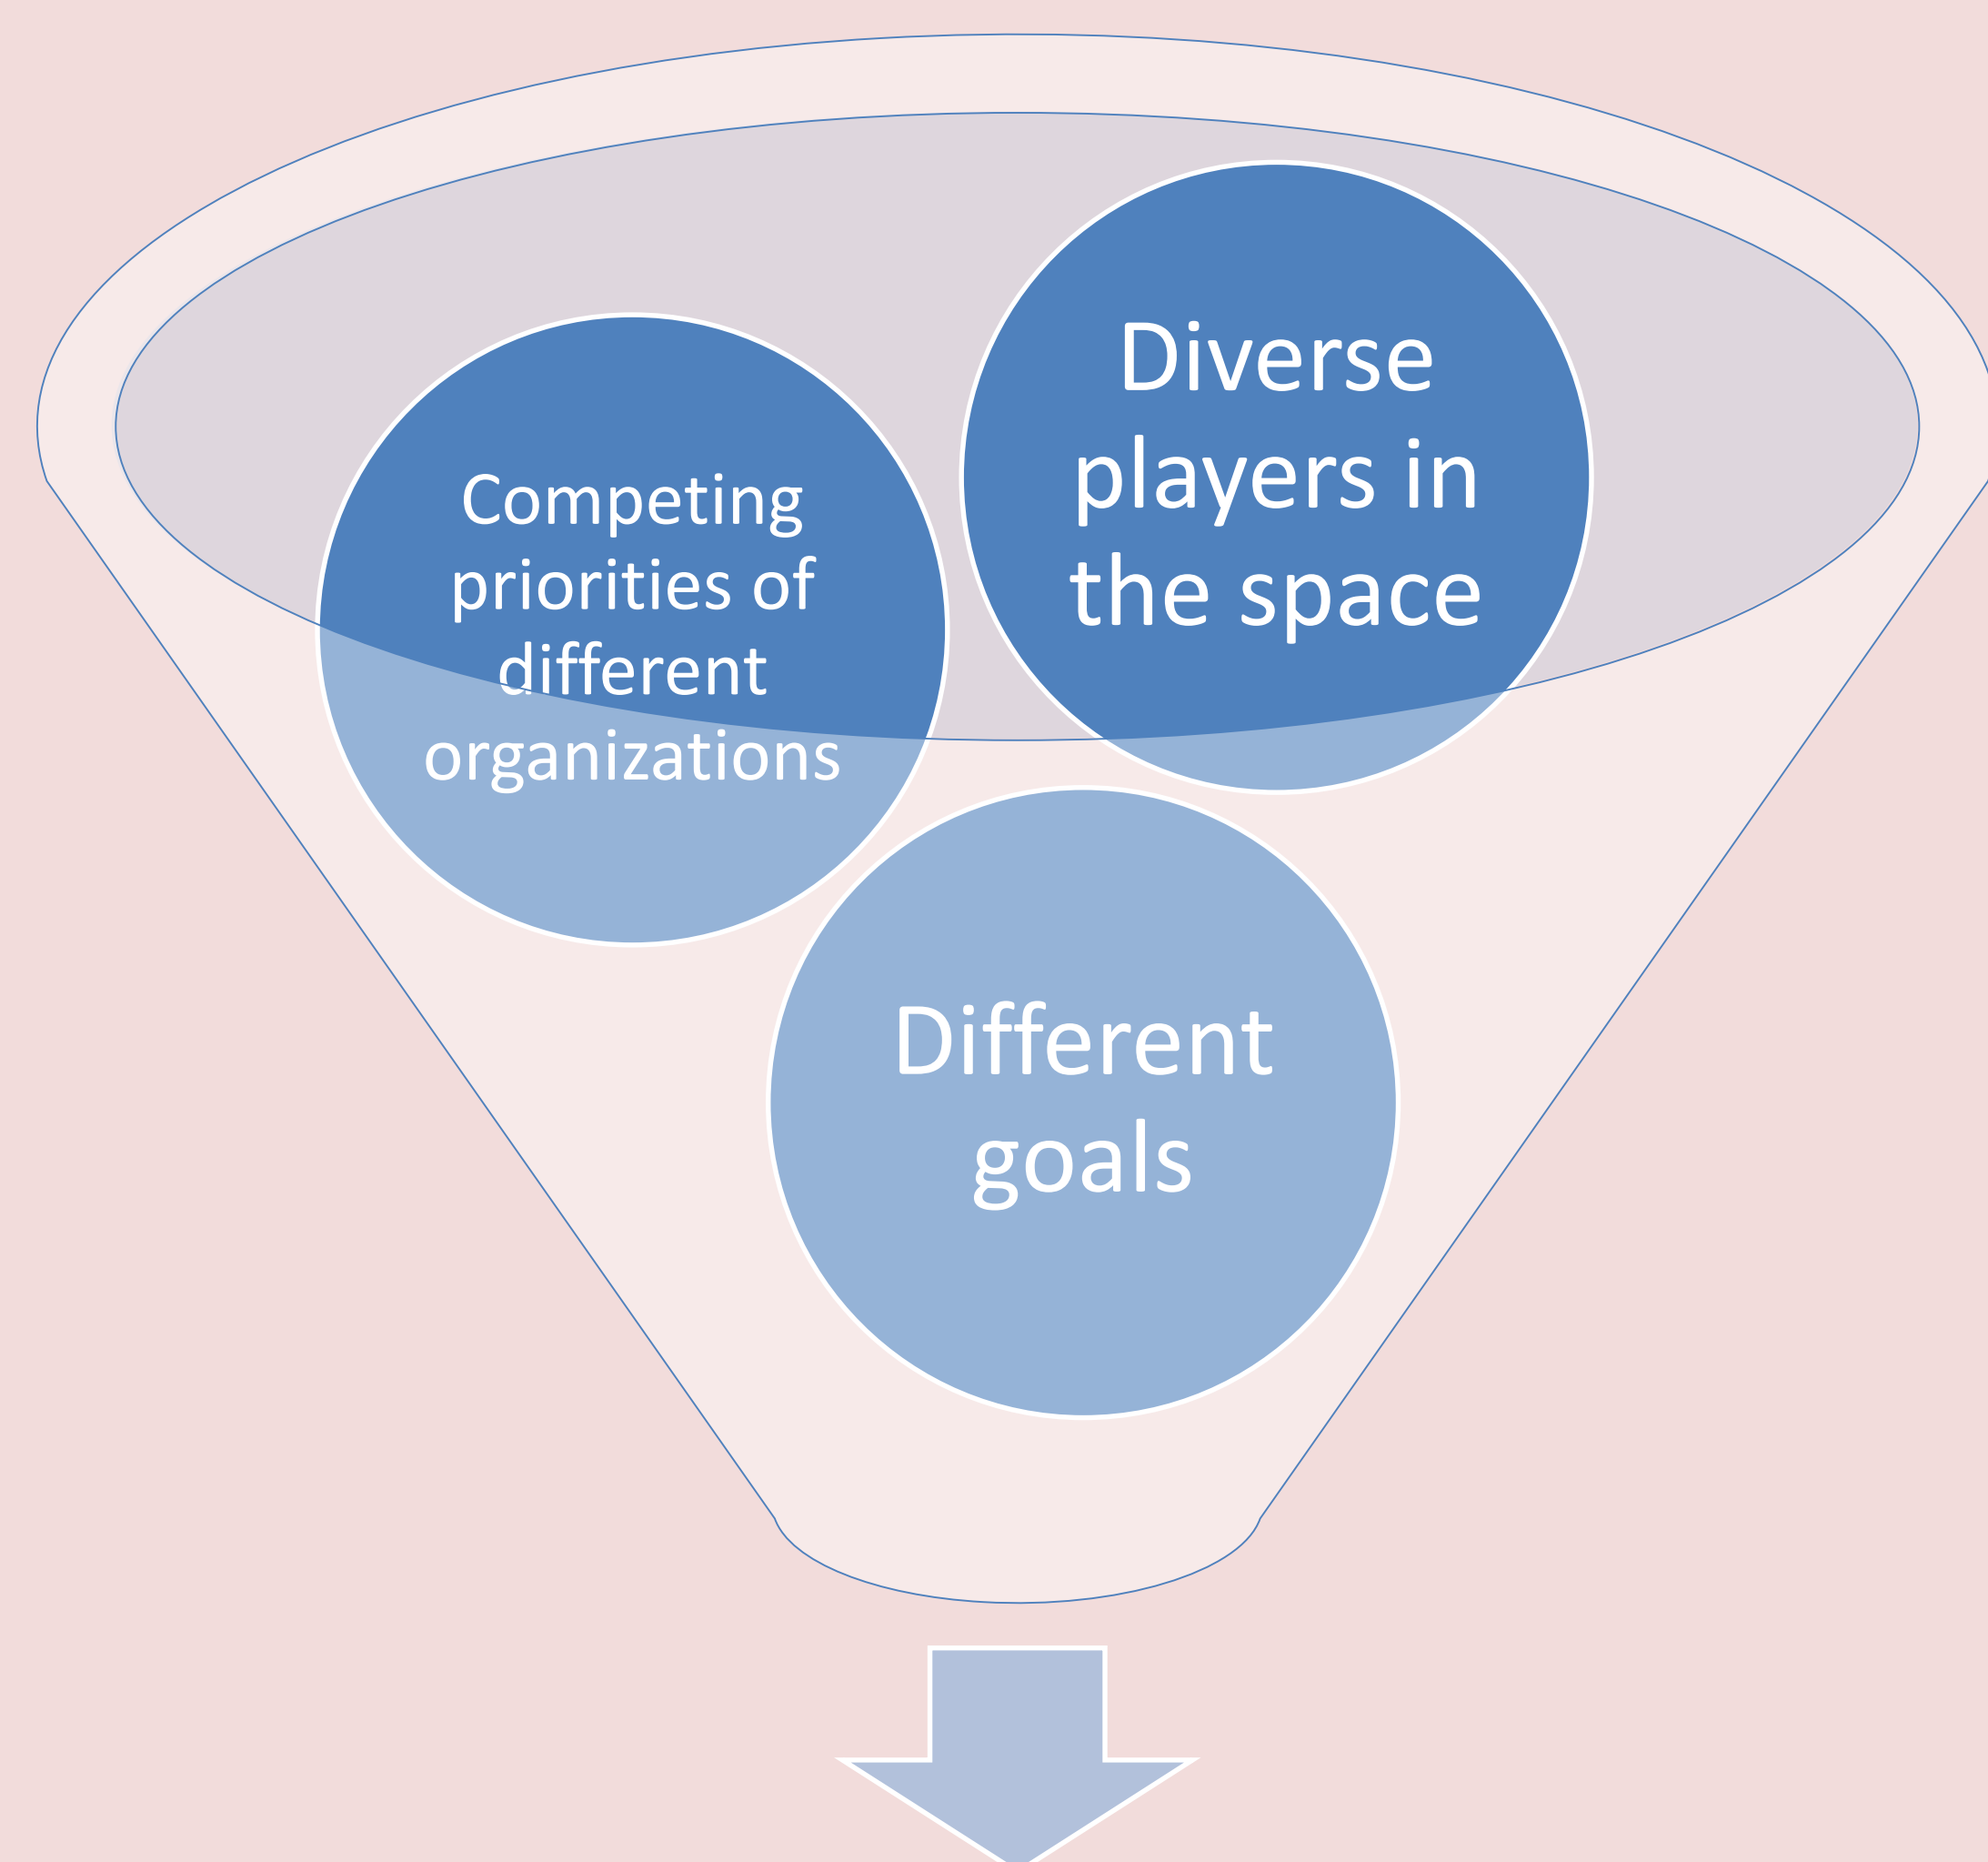 Competing
priorities of
different
organizations
Diverse
players in
the space
Different
goals